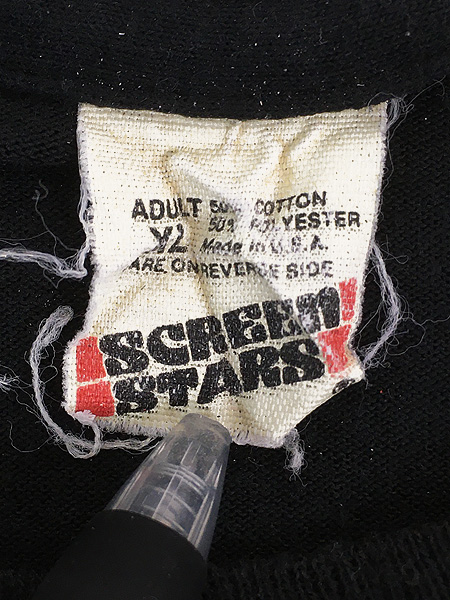 ADULT 50% COTTON
XL 50% POLYESTER
Made in U.S.A.
ARE ON REVERSE SIDE
SCREEN
STARS